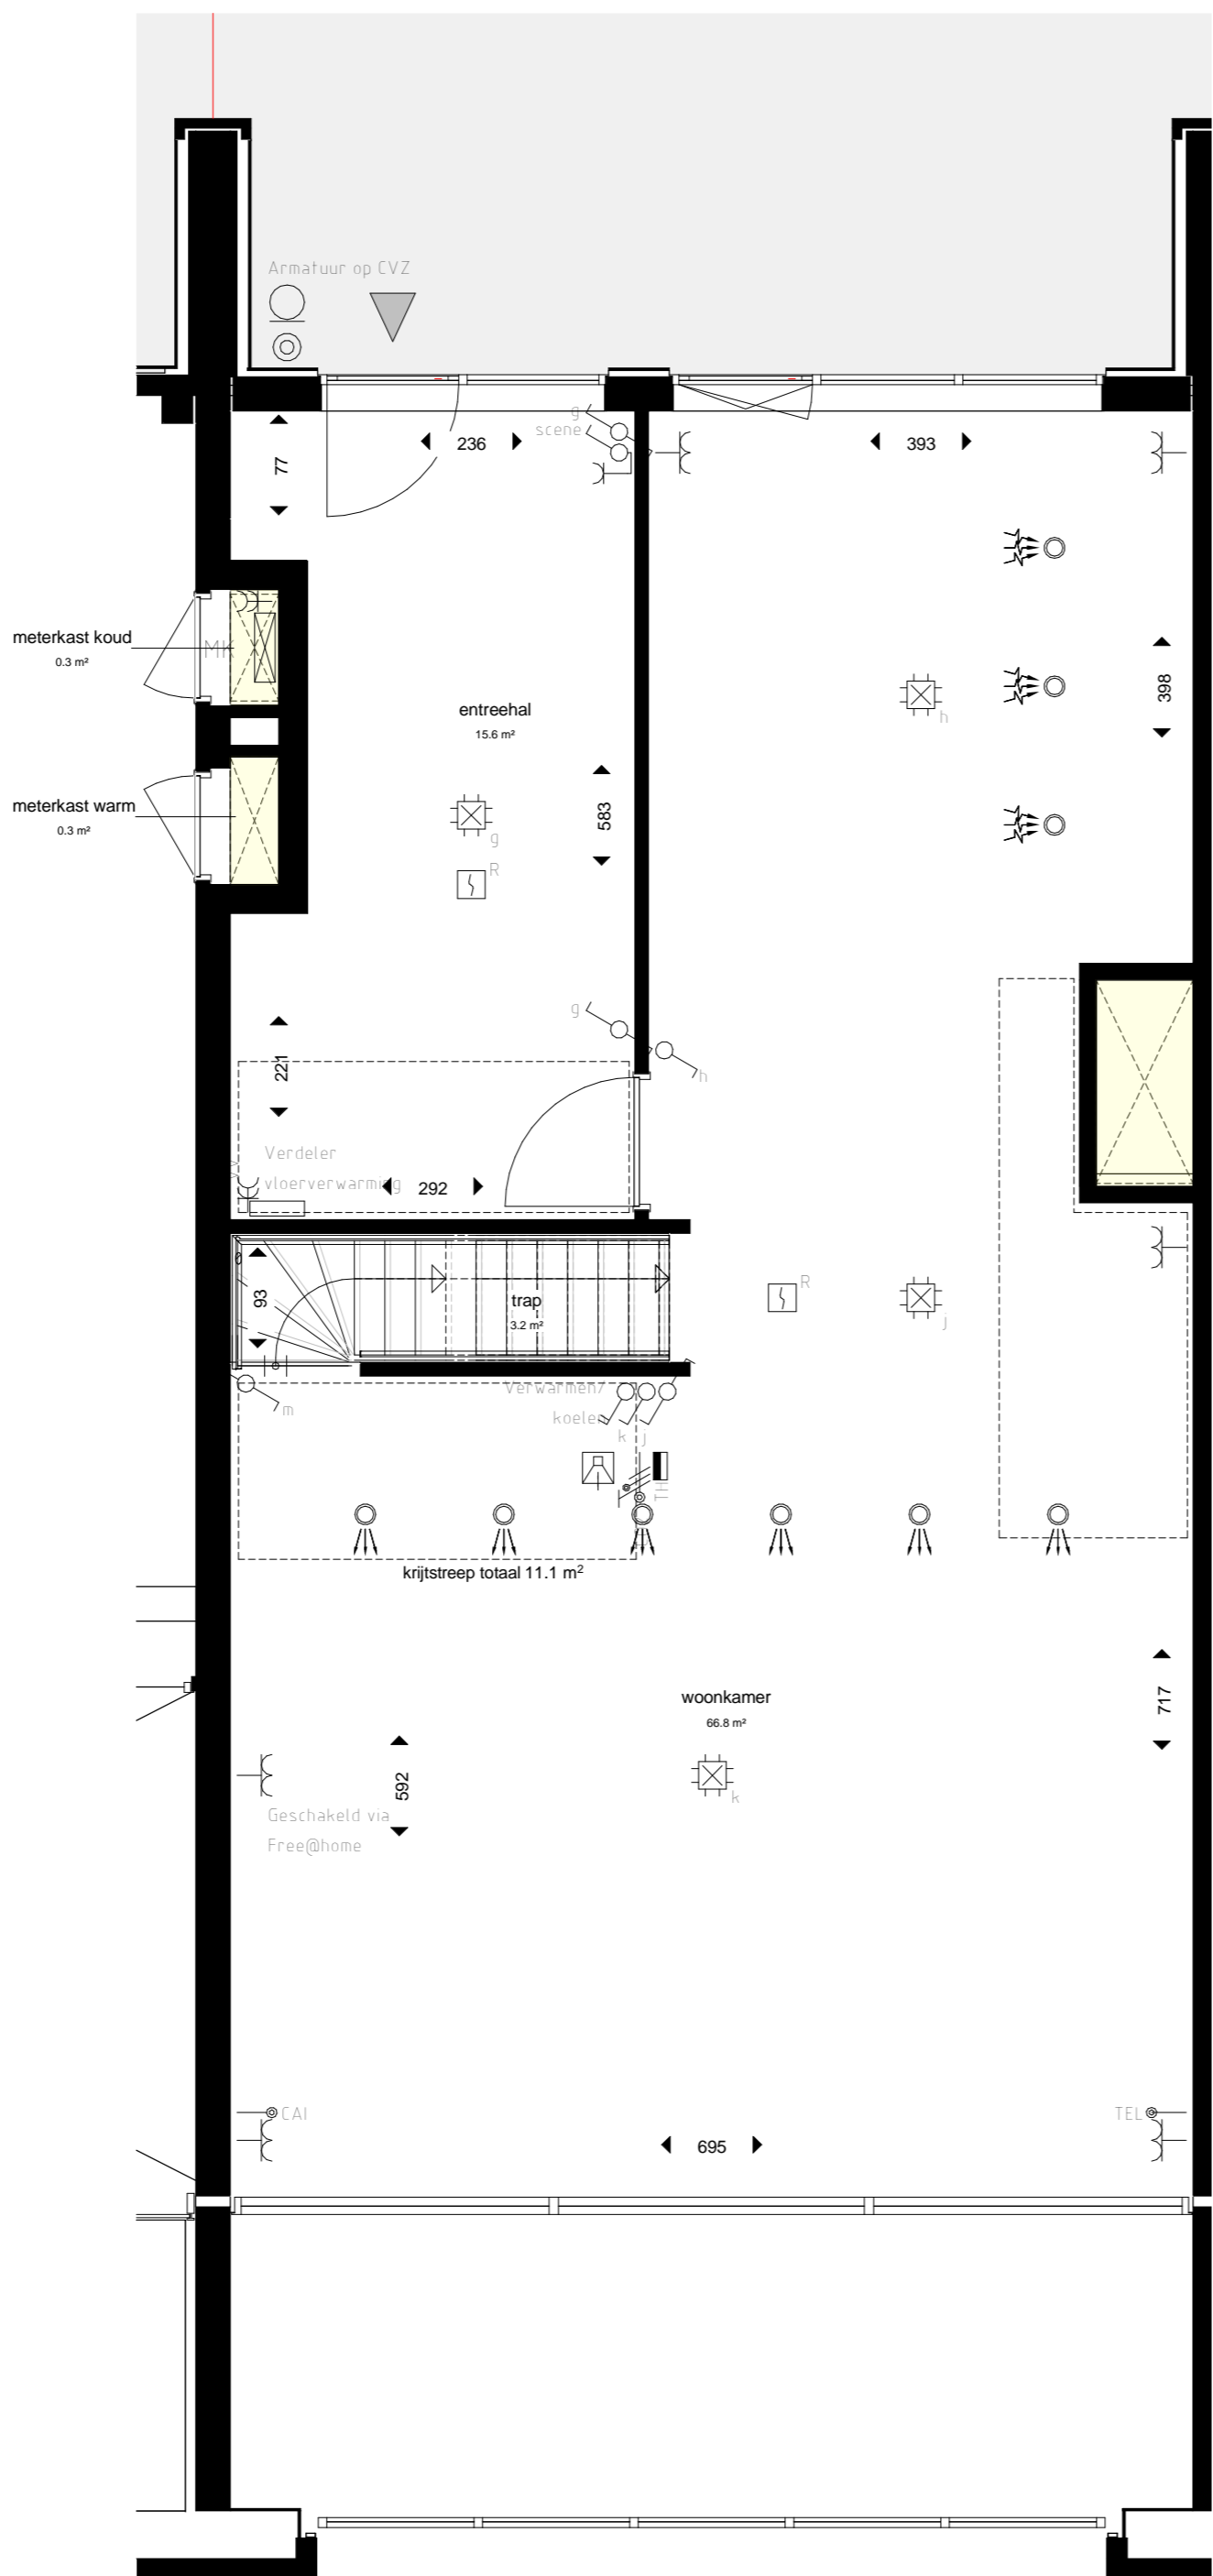 Armatuur op CVZ
g
scene
236
393
77
meterkast koud
0.3 m²
MK
398
h
entreehal
15.6 m²
meterkast warm
0.3 m²
583
g
R
g
h
221
Verdeler
vloerverwarming
292
93
trap
3.2 m²
R
j
m
Verwarmen/
koelen
k j
TH
krijtstreep totaal 11.1 m²
woonkamer
66.8 m²
717
592
k
Geschakeld via
Free@home
CAI
TEL
695